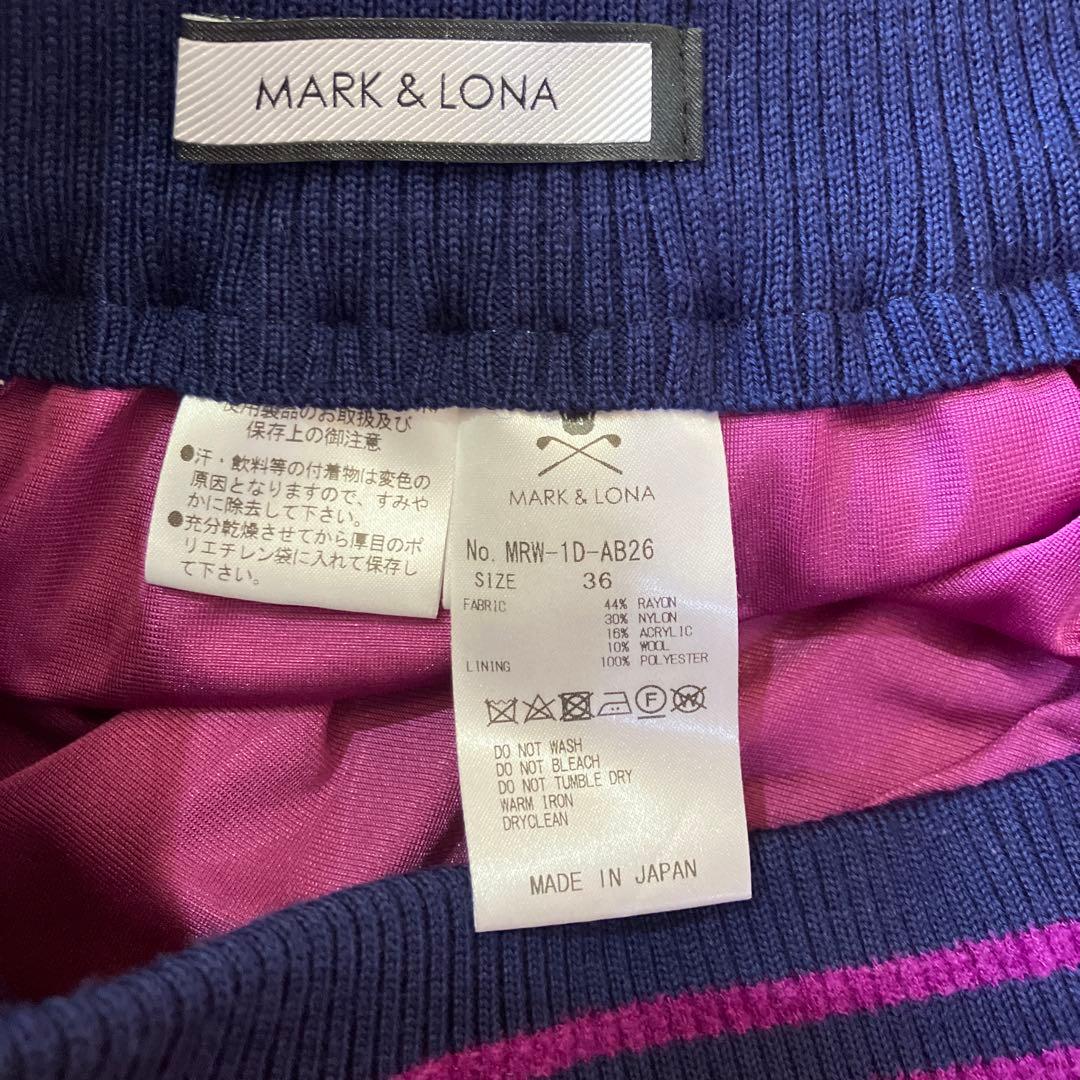 MARK & LONA
使用製品のお取扱及び
保存上の御注意
●汗・飲料等の付着物は変色の
原因となりますので、すみや
かに除去して下さい。
●充分乾燥させてから厚目のポ
リエチレン袋に入れて保存し
て下さい。
MARK & LONA
No. MRW-1D-AB26
SIZE 36
FABRIC 44% RAYON
30% NYLON
16% ACRYLIC
10% WOOL
LINING 100% POLYESTER
F W
DO NOT WASH
DO NOT BLEACH
DO NOT TUMBLE DRY
WARM IRON
DRYCLEAN
MADE IN JAPAN